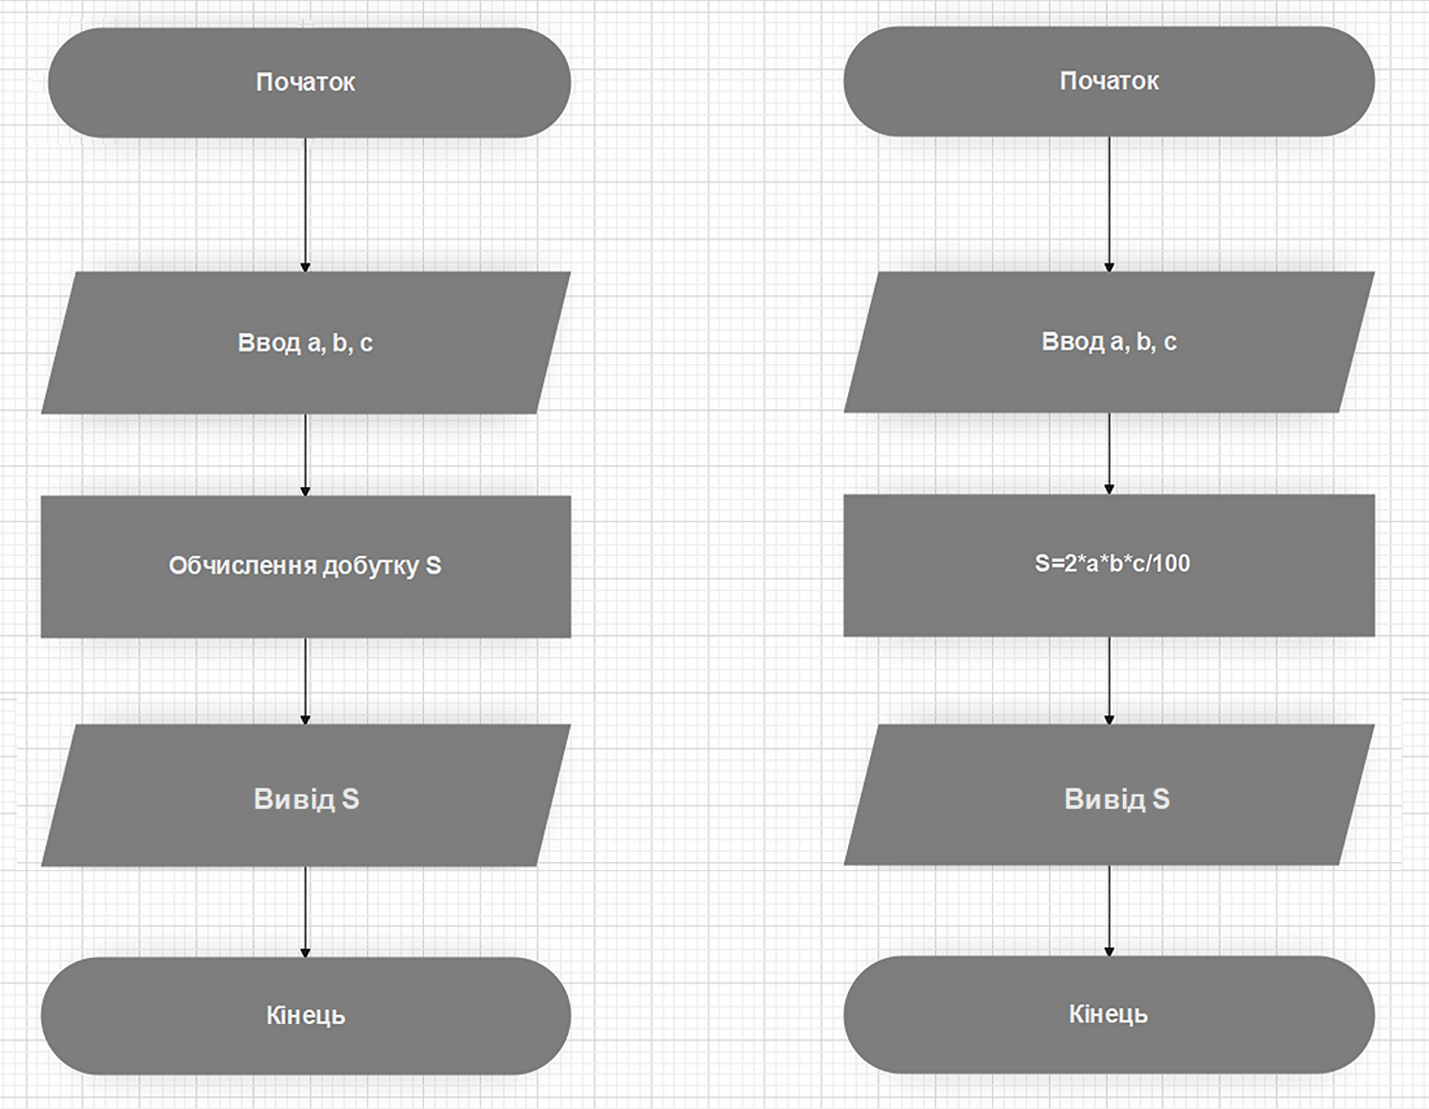 Початок
Ввод a, b, c
Обчислення добутку S
Вивід S
Кінець
Початок
Ввод a, b, c
S=2*a*b*c/100
Вивід S
Кінець